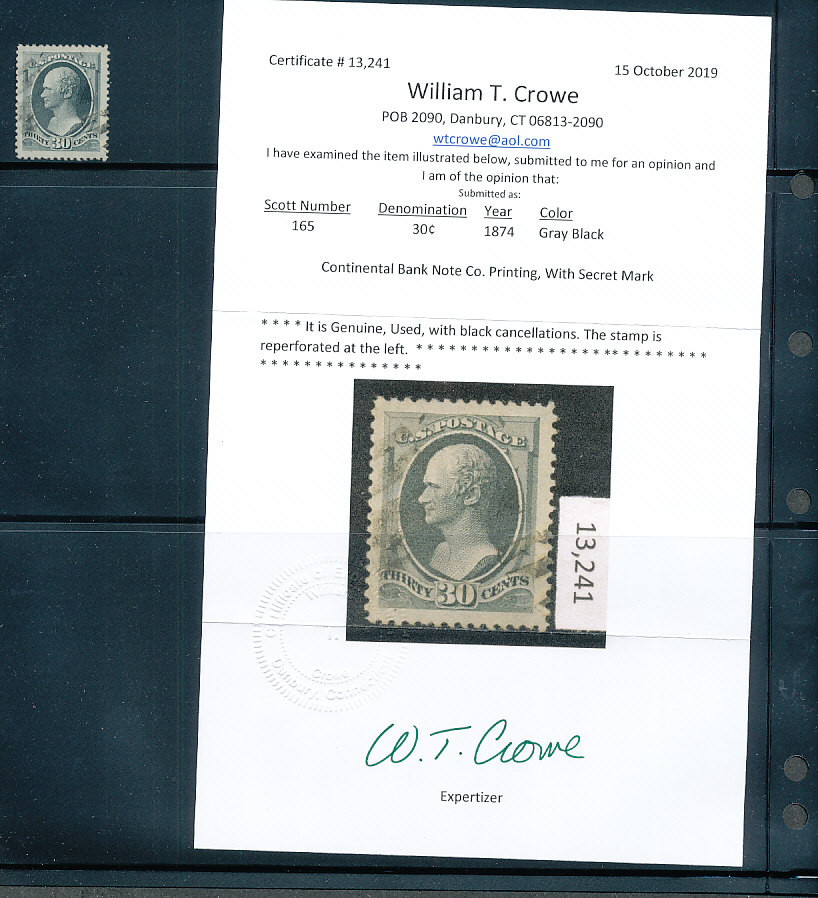 U.S. POSTAGE
THIRTY 30 CENTS
Certificate # 13,241
15 October 2019
William T. Crowe
POB 2090, Danbury, CT 06813-2090
wtcrowe@aol.com
I have examined the item illustrated below, submitted to me for an opinion and
I am of the opinion that:
Submitted as:
Scott Number Denomination Year Color
165 30¢ 1874 Gray Black
Continental Bank Note Co. Printing, With Secret Mark
* * * * It is Genuine, Used, with black cancellations. The stamp is
reperforated at the left. * * * * * * * * * * * * * * * * * * * * * * * * * * *
* * * * * * * * * * * * * * *
U.S. POSTAGE
THIRTY 30 CENTS
13,241
Crowe
W. T. Crowe
Expertizer